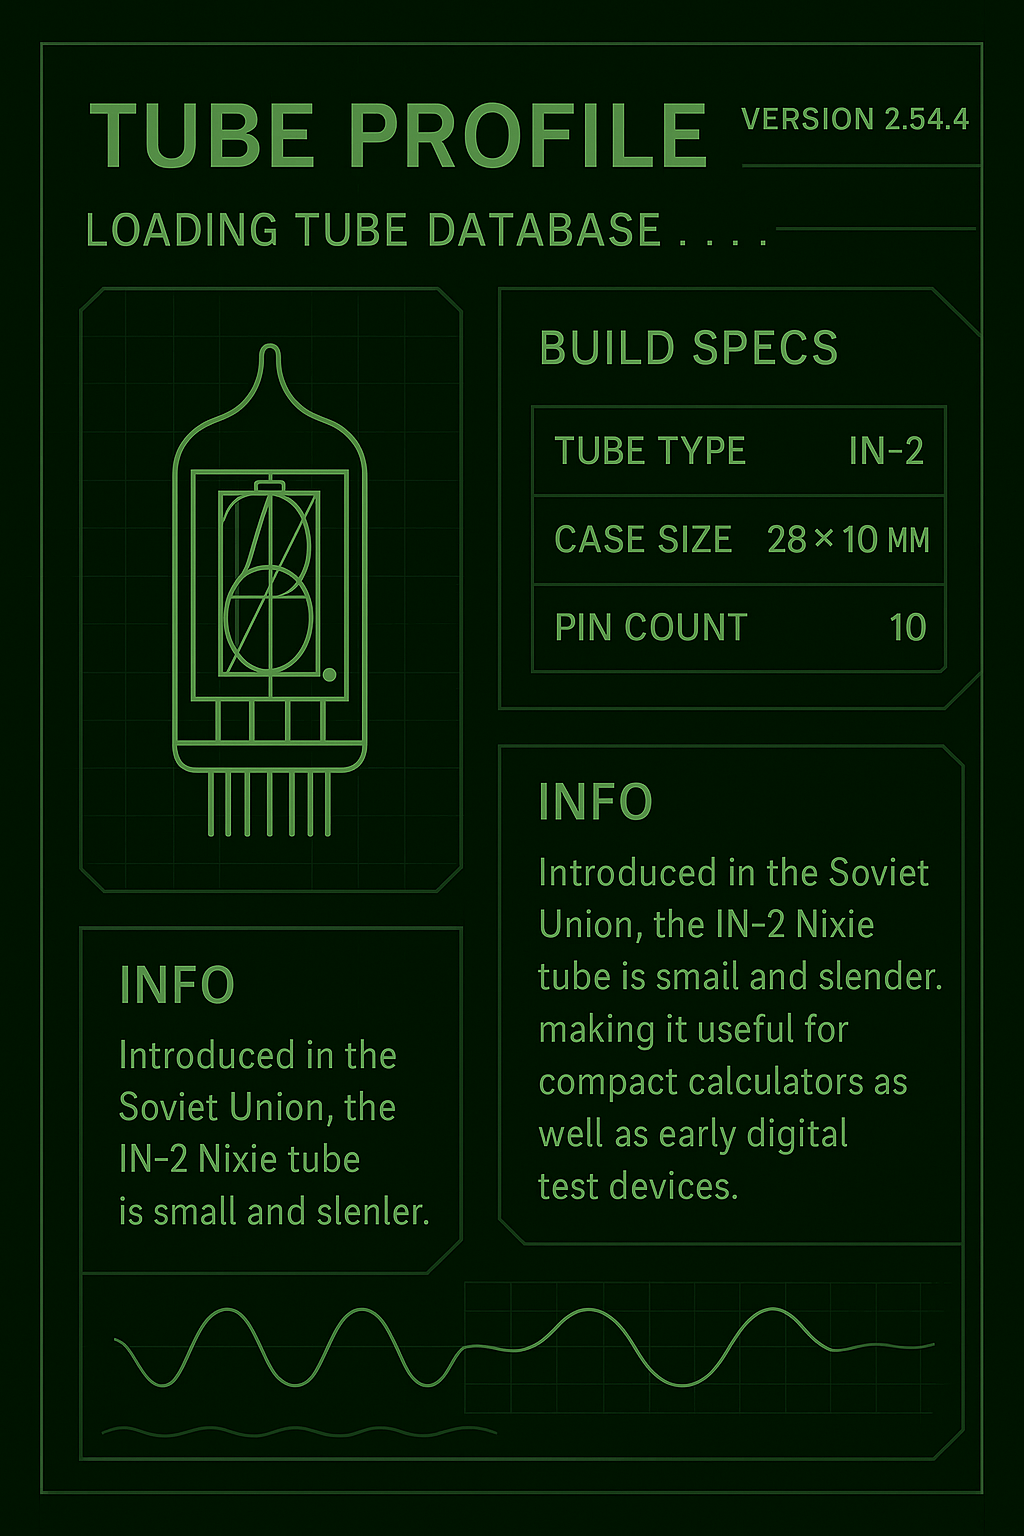 TUBE PROFILE
VERSION 2.54.4
LOADING TUBE DATABASE . . . .
BUILD SPECS
TUBE TYPE IN-2
CASE SIZE 28×10 MM
PIN COUNT 10
INFO
Introduced in the Soviet
Union, the IN-2 Nixie
tube is smail and slender.
making it useful for
compact calculators as
well as early digital
test devices.
INFO
Introduced in the
Soviet Union, the
IN-2 Nixie tube
is small and slenler.